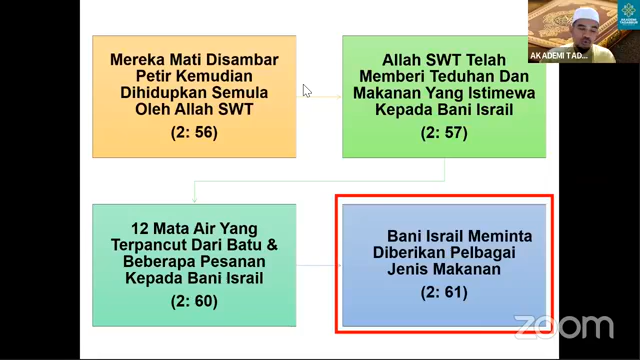 Mereka Mati Disambar
Petir Kemudian
Dihidupkan Semula
Oleh Allah SWT
(2: 56)
Allah SWT Telah
Memberi Teduhan Dan
Makanan Yang Istimewa
Kepada Bani Israil
(2: 57)
12 Mata Air Yang
Terpancut Dari Batu &
Beberapa Pesanan
Kepada Bani Israil
(2: 60)
Bani Israil Meminta
Diberikan Pelbagai
Jenis Makanan
(2: 61)
AKADEMI TAD...
zoom